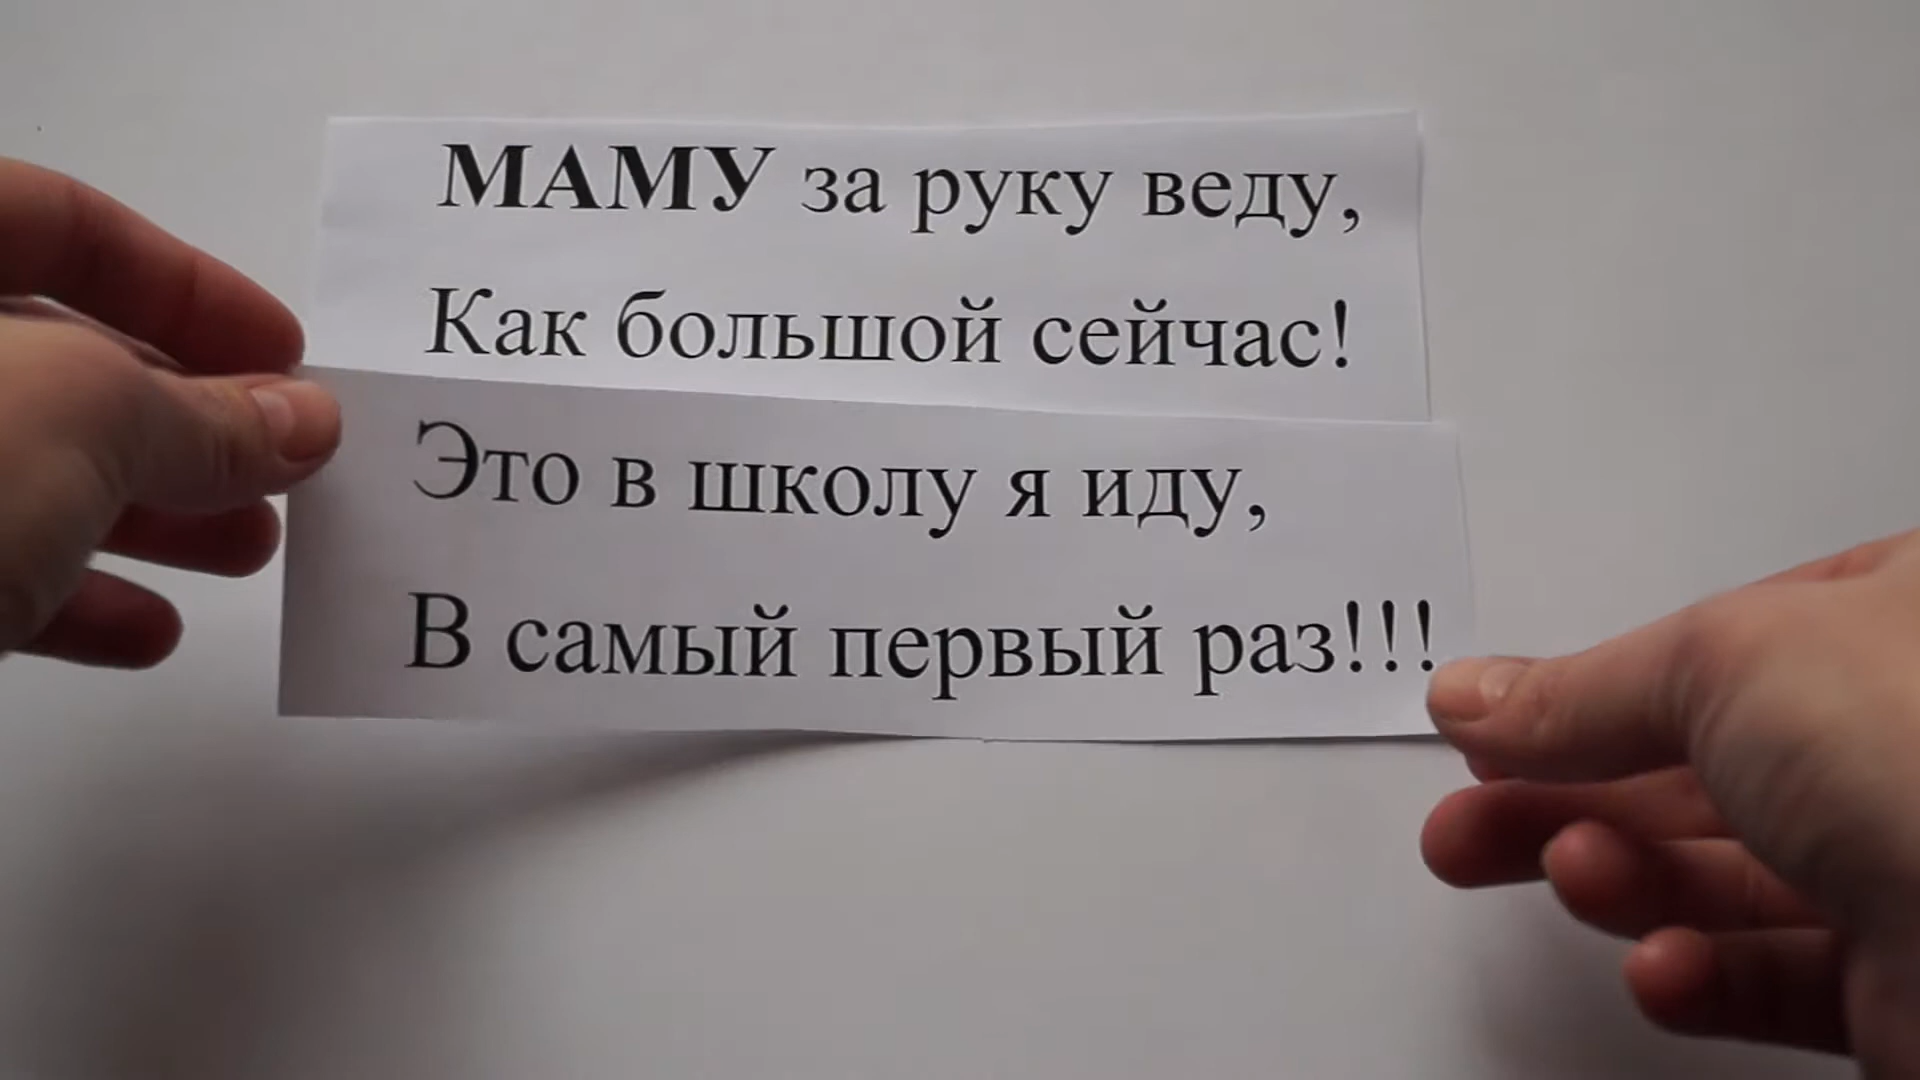 МАМУ за руку веду,
Как большой сейчас!
Это в школу я иду,
В самый первый раз!!!